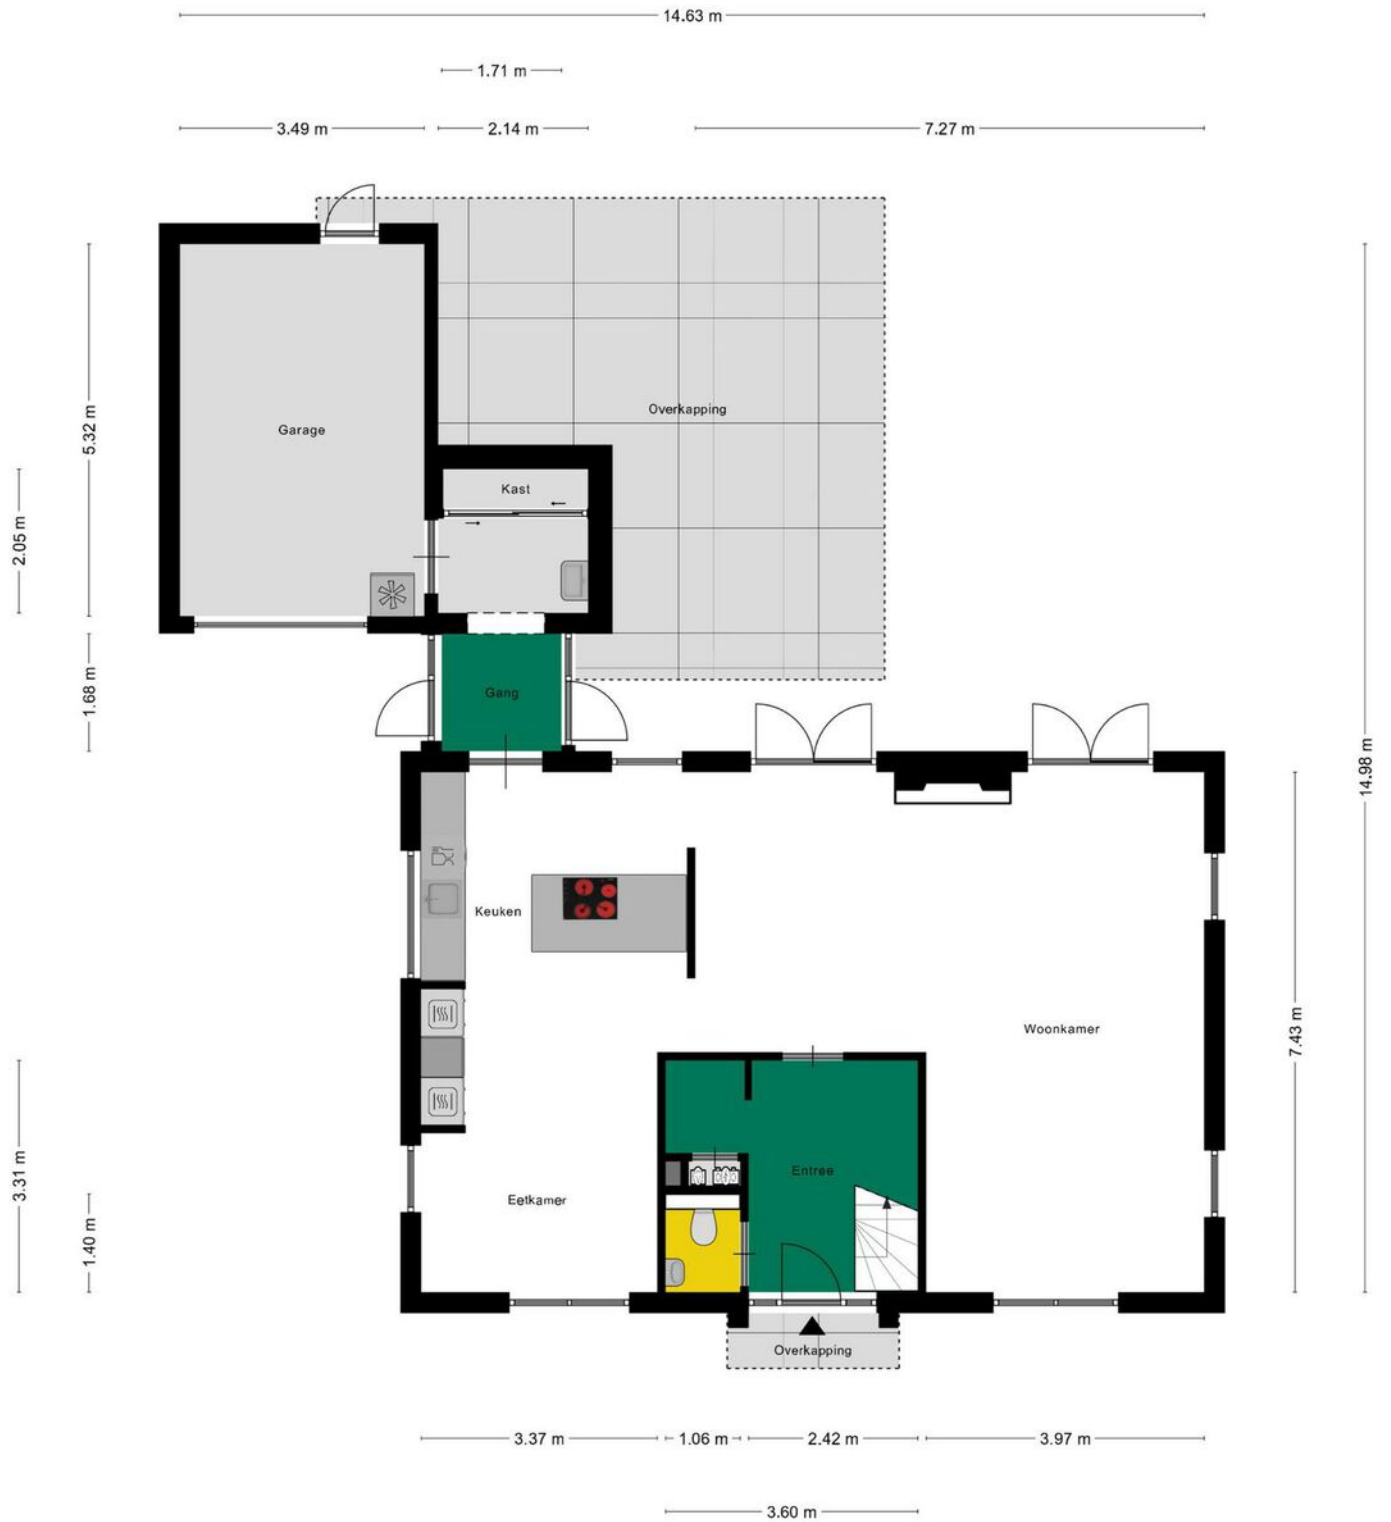 14.63 m
1.71 m
3.49 m
2.14 m
7.27 m
Overkapping
Garage
5.32 m
Kast
2.05 m
1.68 m
Gang
14.98 m
Keuken
Woonkamer
7.43 m
Entree
3.31 m
Eetkamer
1.40 m
Overkapping
3.37 m
1.06 m
2.42 m
3.97 m
3.60 m